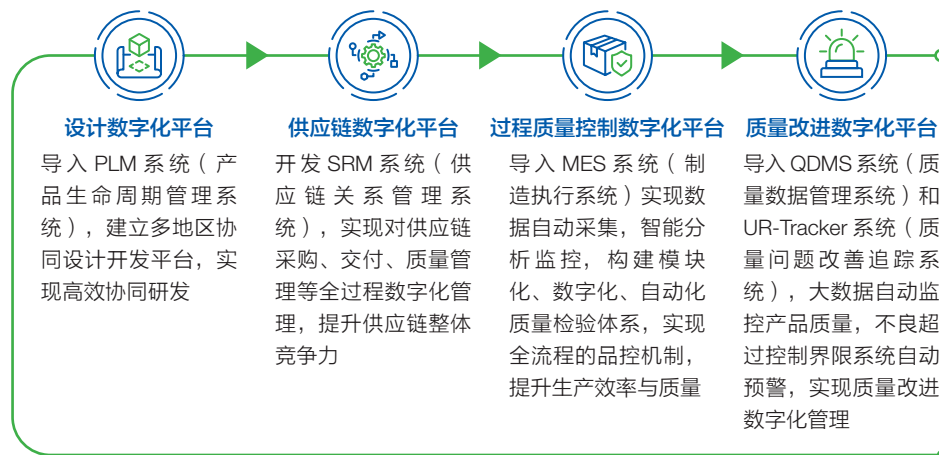 设计数字化平台
导入 PLM 系统（产
品生命周期管理系
统），建立多地区协
同设计开发平台，实
现高效协同研发
供应链数字化平台
开发 SRM 系统（供
应链关系管理系
统），实现对供应链
采购、交付、质量管
理等全过程数字化管
理，提升供应链整体
竞争力
过程质量控制数字化平台
导入 MES 系统（制
造执行系统）实现数
据自动采集，智能分
析监控，构建模块
化、数字化、自动化
质量检验体系，实现
全流程的品控机制，
提升生产效率与质量
质量改进数字化平台
导入 QDMS 系统（质
量数据管理系统）和
UR-Tracker 系统（质
量问题改善追踪系
统），大数据自动监
控产品质量，不良超
过控制界限系统自动
预警，实现质量改进
数字化管理